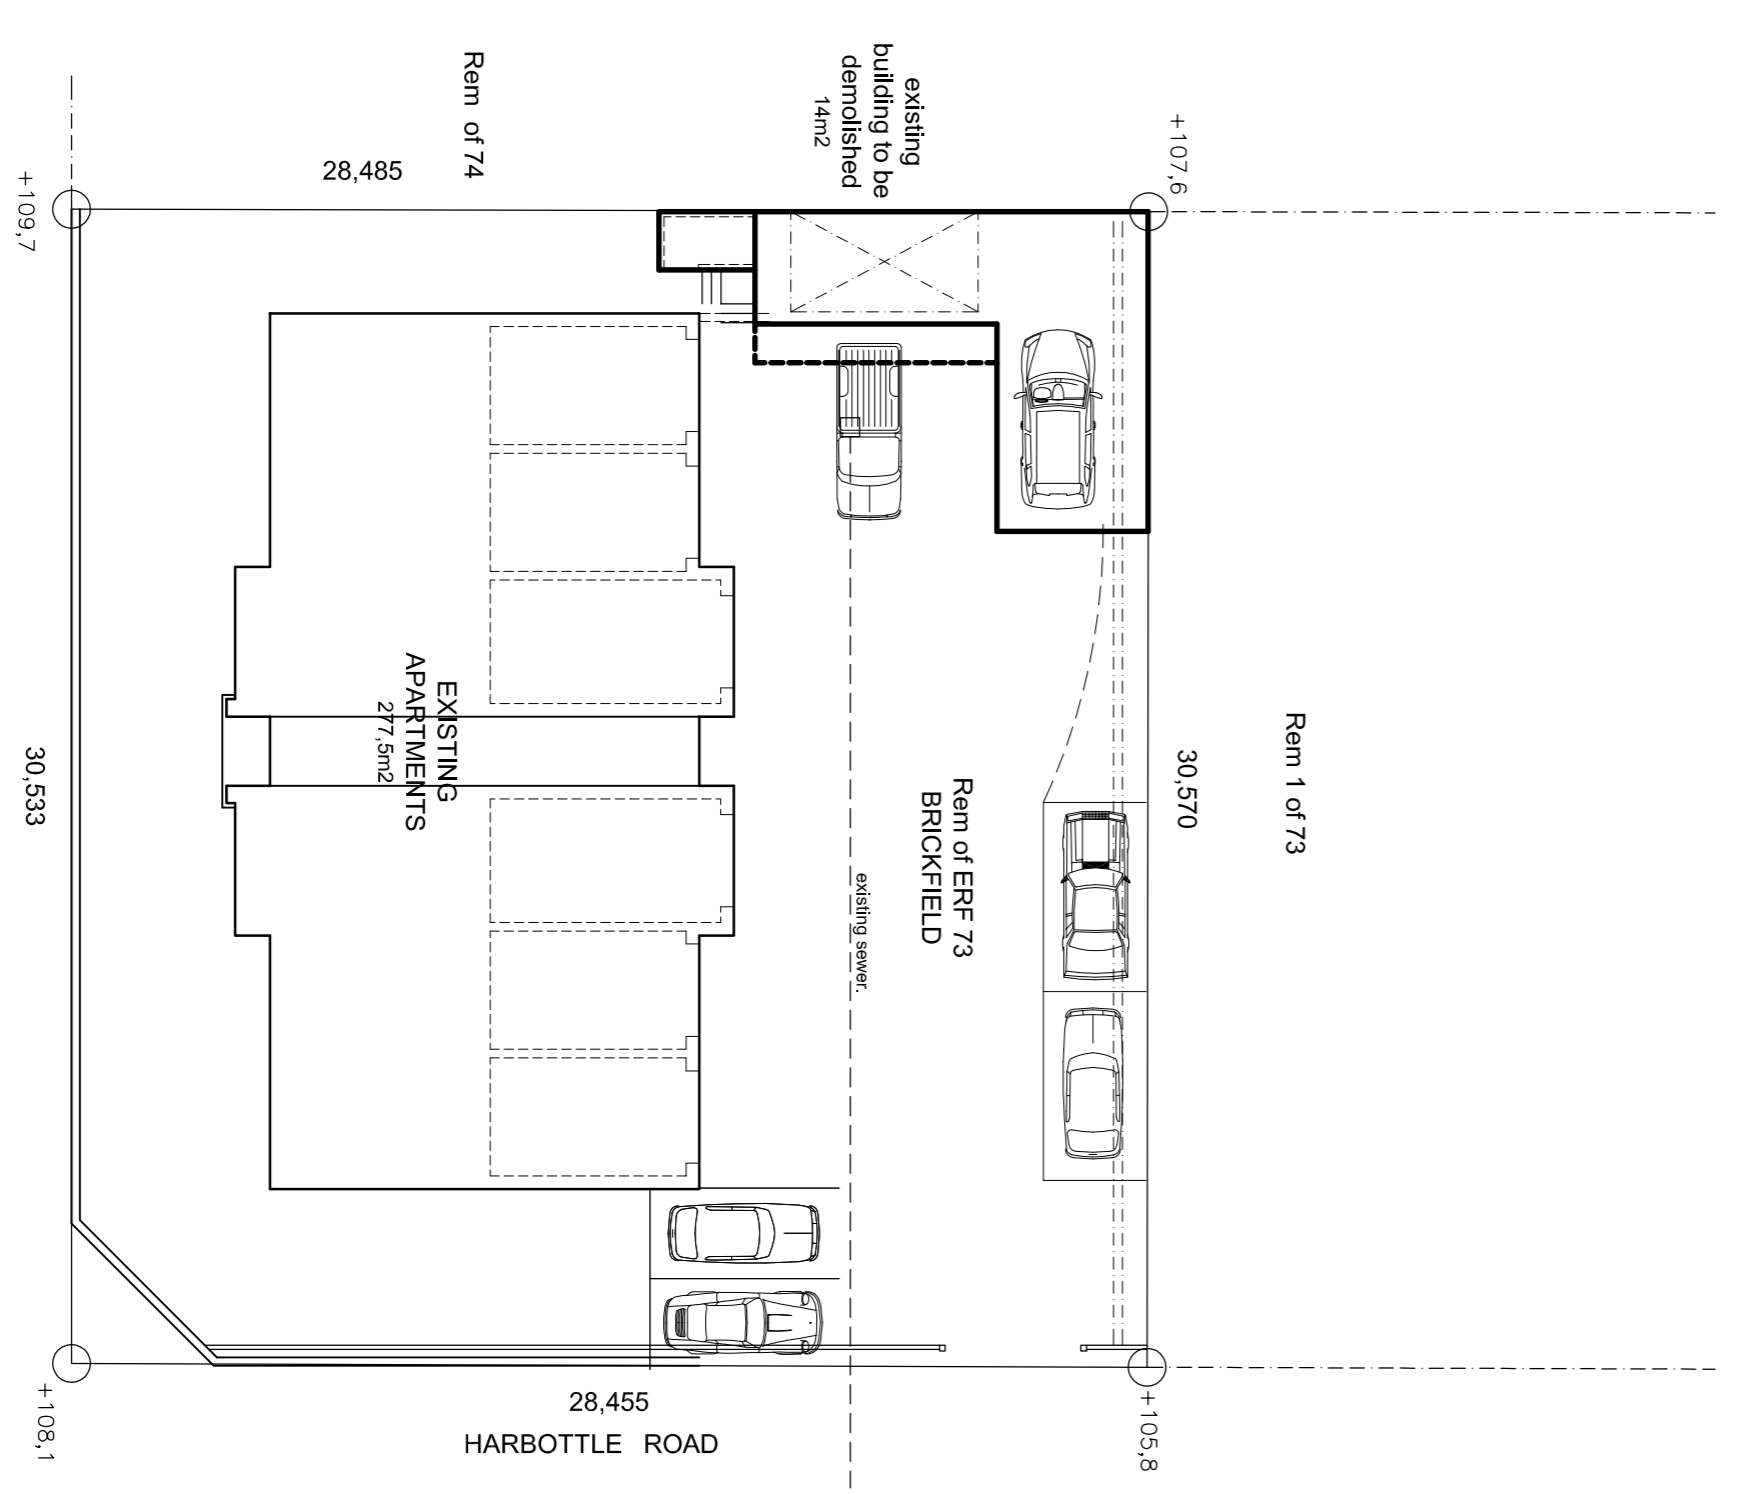 Rem of 74
existing
building to be
demolished
14m2
+107,6
28,485
+109,7
Rem 1 of 73
30,570
EXISTING
APARTMENTS
277,5m2
30,533
Rem of ERF 73
BRICKFIELD
existing sewer.
+108,1
28,455
HARBOTTLE ROAD
+105,8